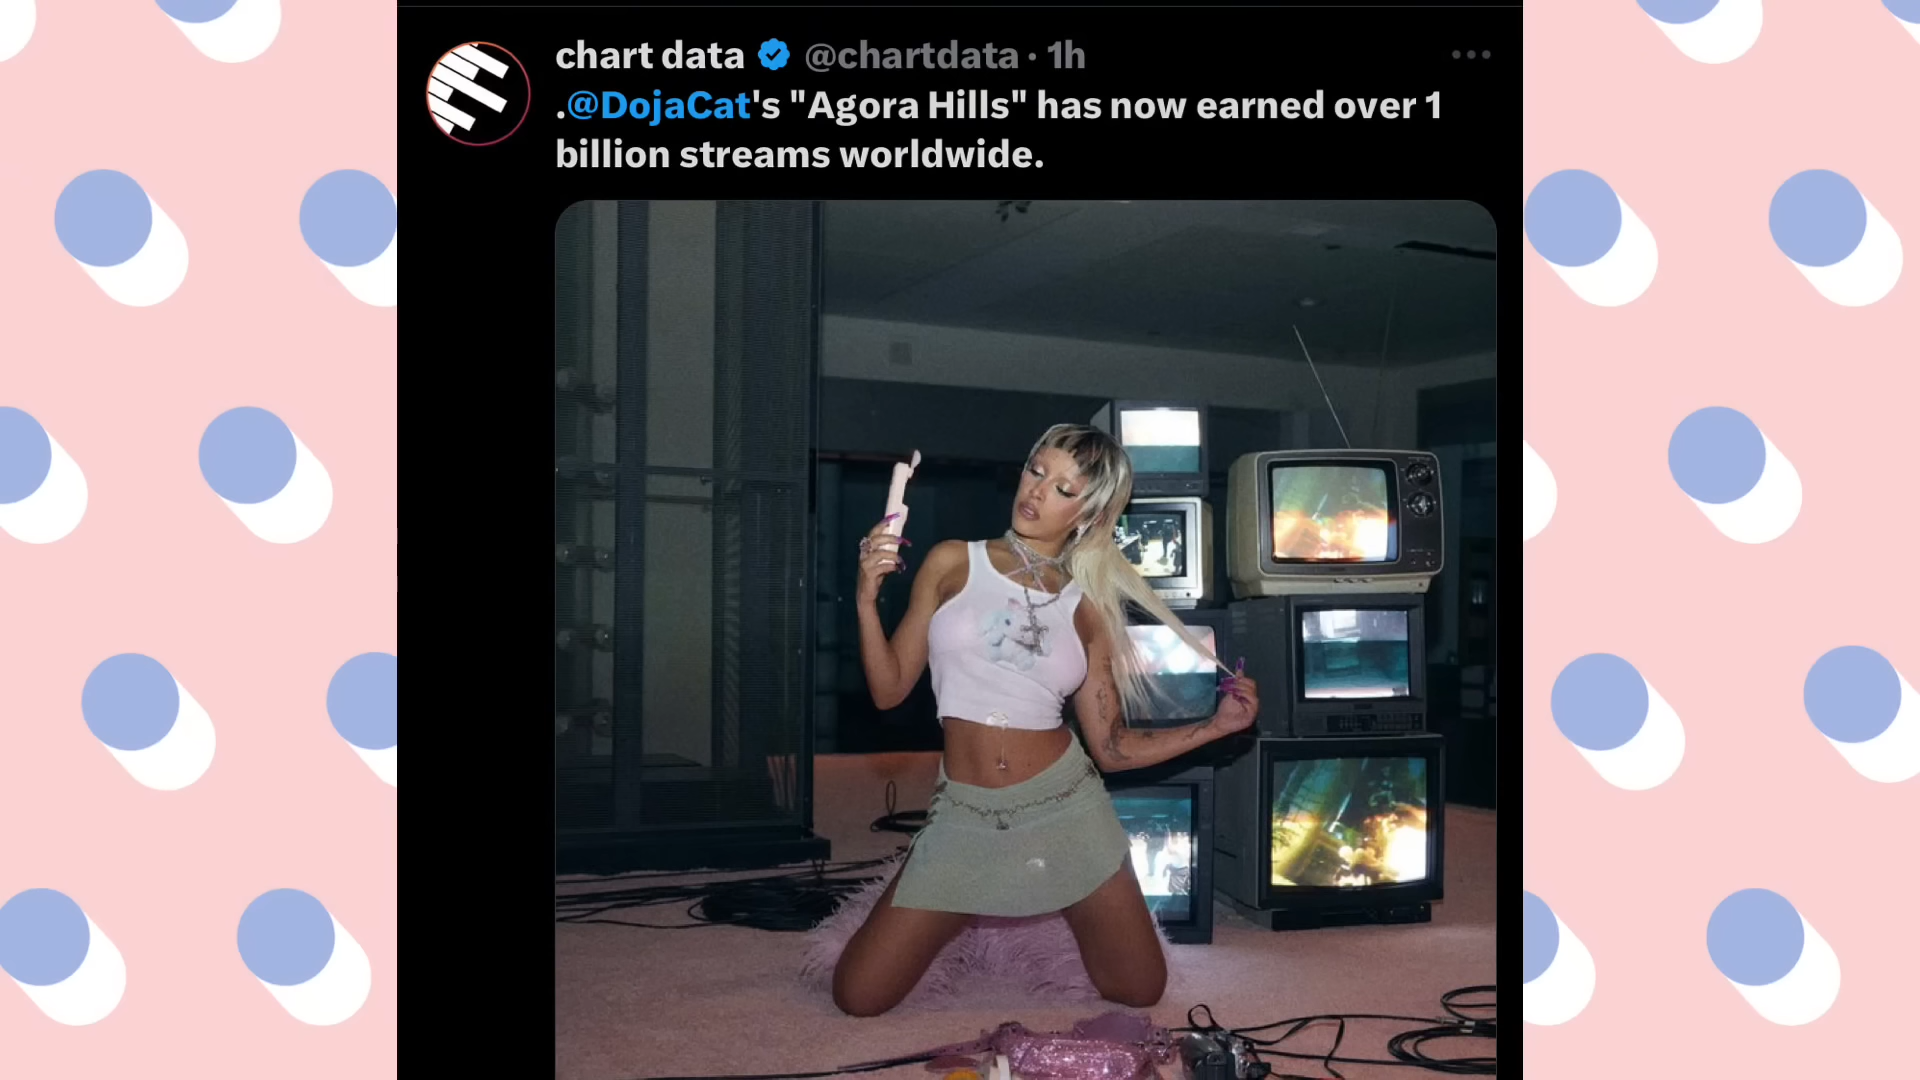 chart data @chartdata · 1h
.@DojaCat's "Agora Hills" has now earned over 1
billion streams worldwide.